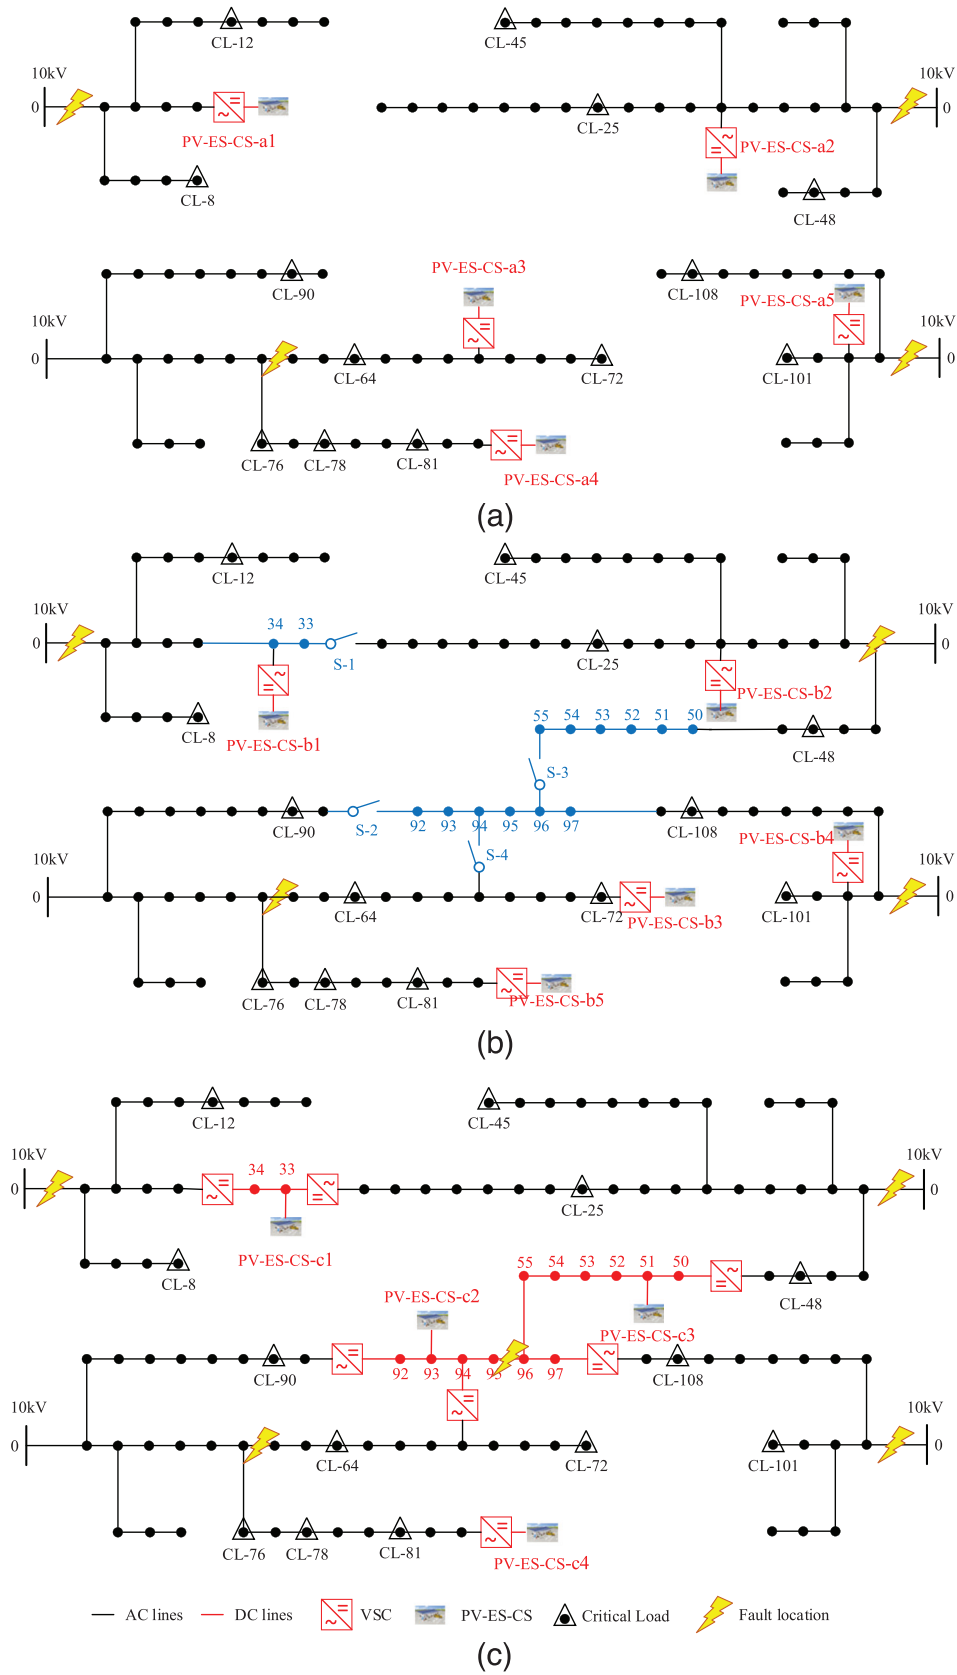 CL-12
CL-45
10kV
10kV
0
0
CL-25
PV-ES-CS-a1
PV-ES-CS-a2
CL-8
CL-48
PV-ES-CS-a3
CL-90
CL-108
PV-ES-CS-a5
10kV
10kV
0
0
CL-64
CL-72
CL-101
CL-76
CL-78
CL-81
PV-ES-CS-a4
(a)
CL-12
CL-45
10kV
10kV
34
33
0
0
S-1
CL-25
PV-ES-CS-b2
CL-8
PV-ES-CS-b1
55
54
53
52
51
50
CL-48
S-3
CL-90
S-2
92
93
94
95
96
97
CL-108
PV-ES-CS-b4
10kV
10kV
S-4
0
0
CL-64
CL-72
PV-ES-CS-b3
CL-101
CL-76
CL-78
CL-81
PV-ES-CS-b5
(b)
CL-12
CL-45
10kV
10kV
34
33
0
0
CL-25
PV-ES-CS-c1
CL-8
55
54
53
52
51
50
CL-48
PV-ES-CS-c2
PV-ES-CS-c3
CL-90
92
93
94
95
96
97
CL-108
10kV
10kV
0
0
CL-64
CL-72
CL-101
CL-76
CL-78
CL-81
PV-ES-CS-c4
AC lines
DC lines
VSC
PV-ES-CS
Critical Load
Fault location
(c)